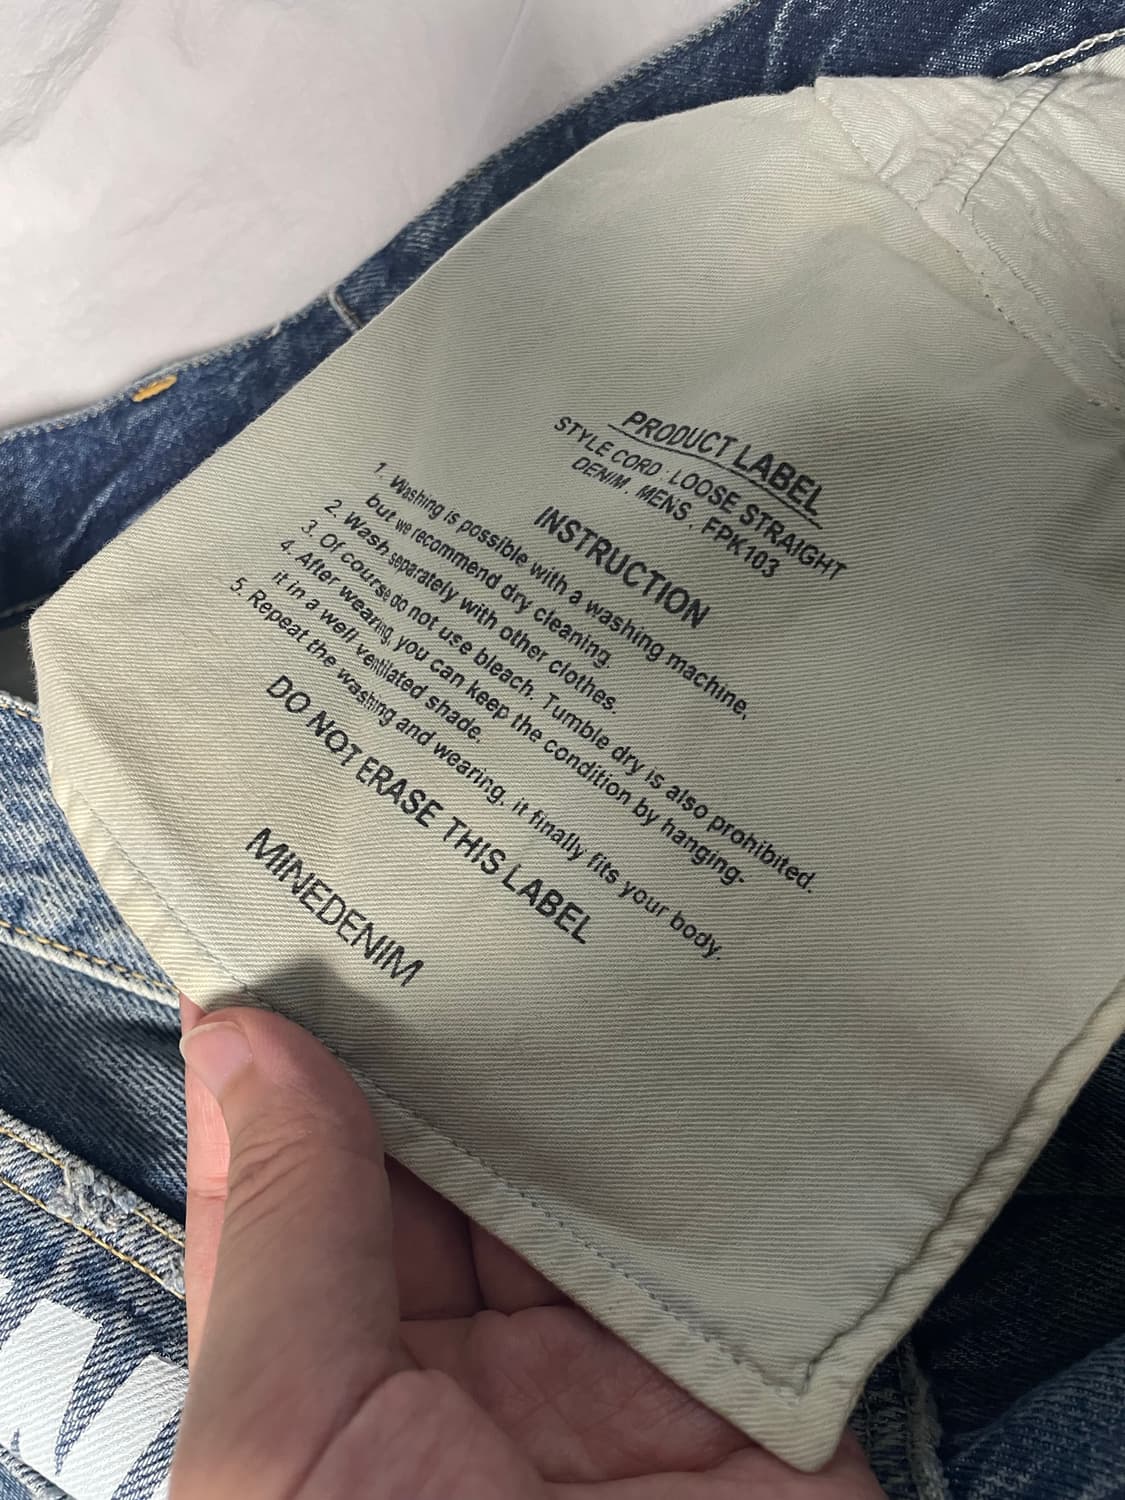 PRODUCT LABEL
STYLE CORD . LOOSE STRAIGHT
DENIM . MENS . FPK103
INSTRUCTION
1. Washing is possible with a washing machine,
but we recommend dry cleaning.
2. Wash separately with other clothes.
3. Of course do not use bleach. Tumble dry is also prohibited.
4. After wearing, you can keep the condition by hanging-
it in a well-ventilated shade.
5. Repeat the washing and wearing, it finally fits your body.
DO NOT ERASE THIS LABEL
MINEDENIM